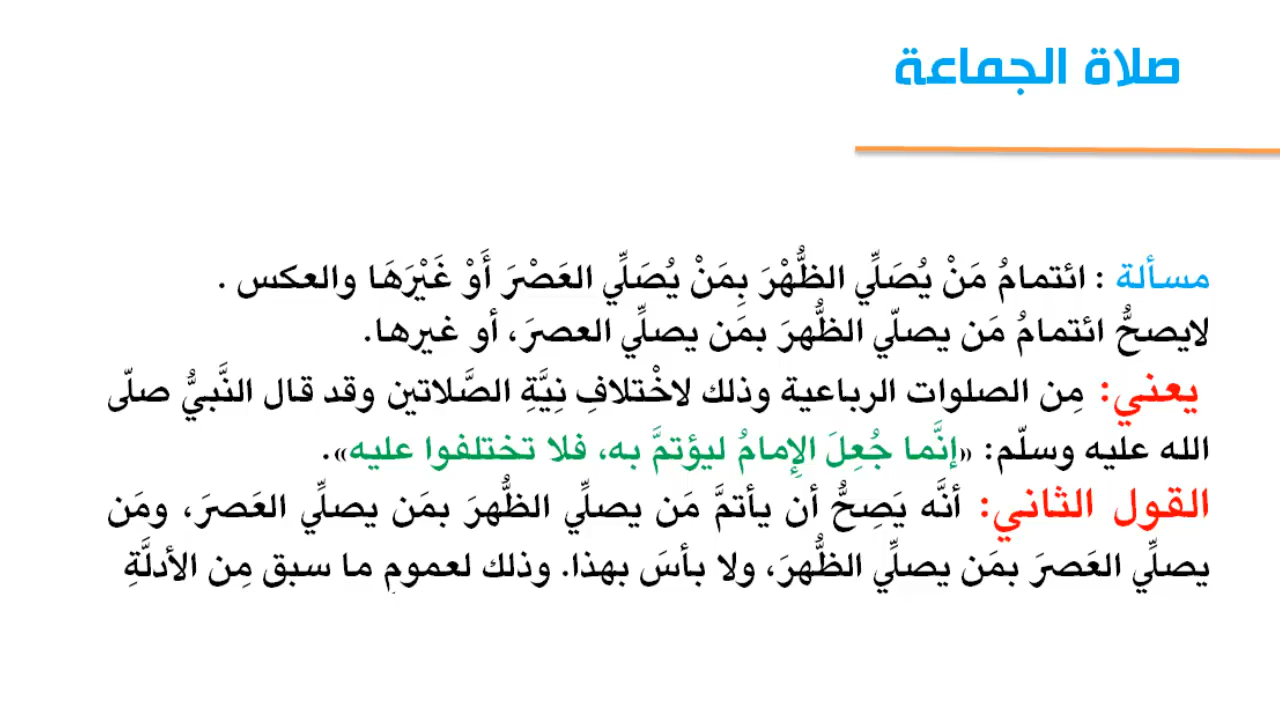 صلاة الجماعة
مسألة : ائتمامُ مَنْ يُصَلِّي الظُّهْرَ بِمَنْ يُصَلِّي العَصْرَ أَوْ غَيْرَهَا والعكس .
لايصحُّ ائتمامُ مَن يصلّي الظُّهرَ بمَن يصلِّي العصرَ، أو غيرها.
يعني: مِن الصلوات الرباعية وذلك لاخْتلافِ نِيَّةِ الصَّلاتين وقد قال النَّبيُّ صلّى
الله عليه وسلّم: «إنَّما جُعِلَ الإِمامُ ليؤتمَّ به، فلا تختلفوا عليه».
القول الثاني: أنَّه يَصِحُّ أن يأتمَّ مَن يصلِّي الظُّهرَ بمَن يصلِّي العَصرَ، ومَن
يصلِّي العَصرَ بمَن يصلِّي الظُّهرَ، ولا بأسَ بهذا. وذلك لعمومِ ما سبق مِن الأدلَّةِ